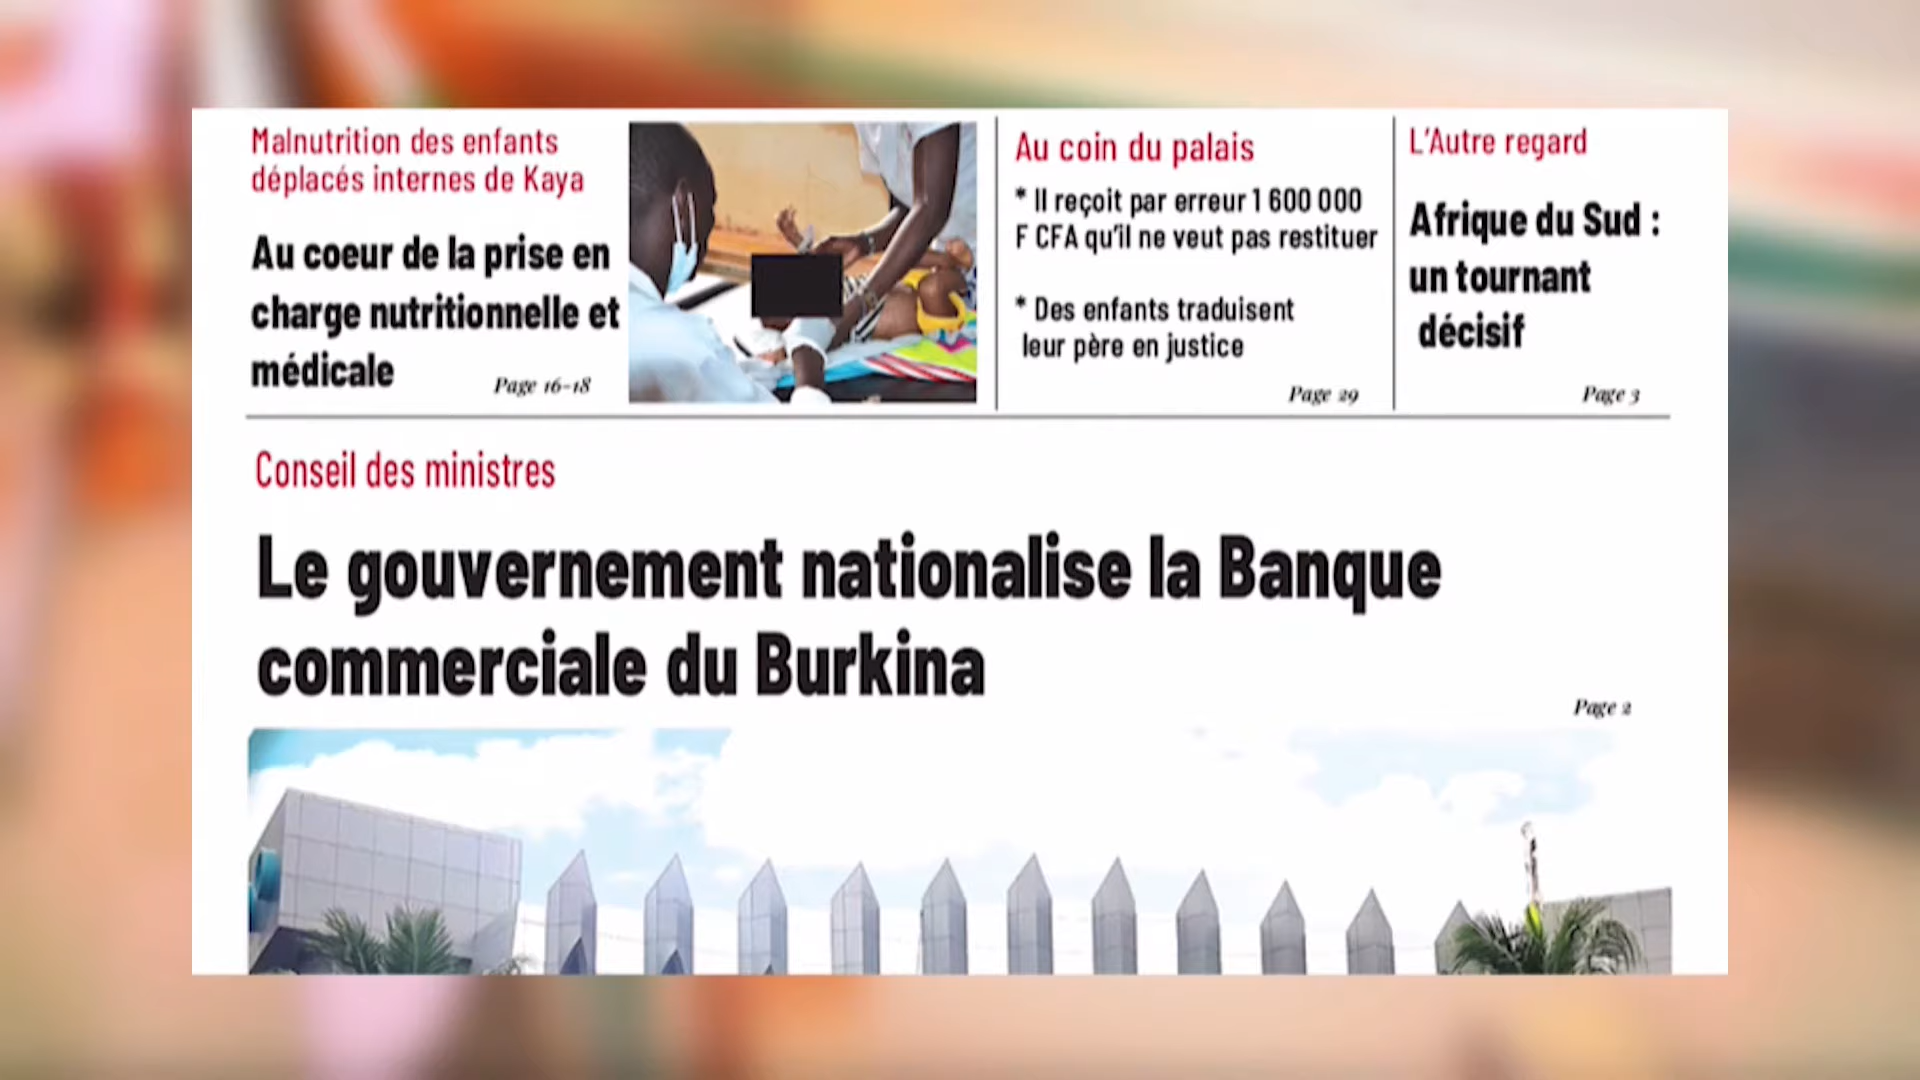 Malnutrition des enfants
déplacés internes de Kaya
Au coeur de la prise en
charge nutritionnelle et
médicale
Page 16-18
Au coin du palais
* Il reçoit par erreur 1 600 000
F CFA qu'il ne veut pas restituer
* Des enfants traduisent
leur père en justice
Page 29
L'Autre regard
Afrique du Sud :
un tournant
décisif
Page 3
Conseil des ministres
Le gouvernement nationalise la Banque
commerciale du Burkina
Page 2